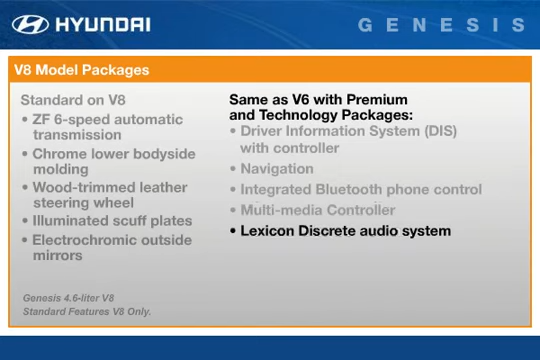 HYUNDAI
GENESIS
V8 Model Packages
Standard on V8
• ZF 6-speed automatic
transmission
• Chrome lower bodyside
molding
• Wood-trimmed leather
steering wheel
• Illuminated scuff plates
• Electrochromic outside
mirrors
Genesis 4.6-liter V8
Standard Features V8 Only.
Same as V6 with Premium
and Technology Packages:
• Driver Information System (DIS)
with controller
• Navigation
• Integrated Bluetooth phone control
• Multi-media Controller
• Lexicon Discrete audio system